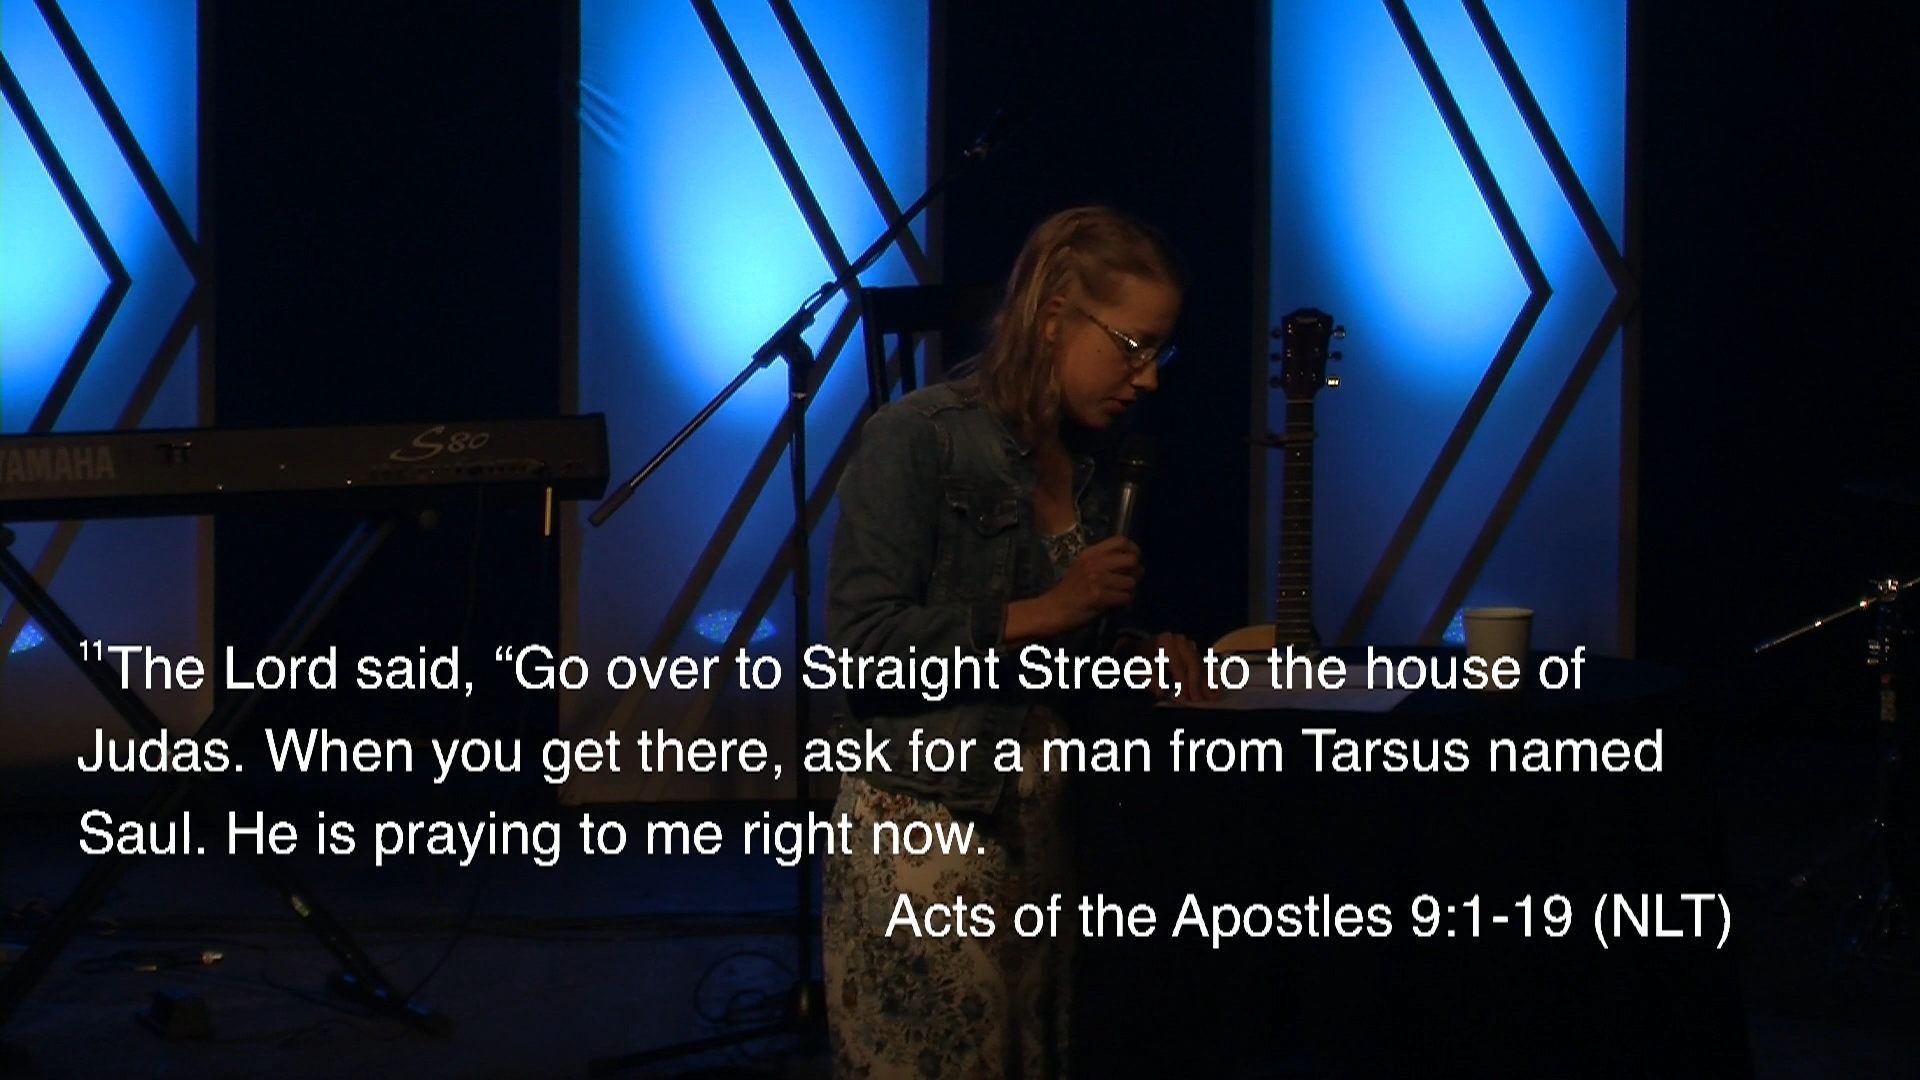 YAMAHA
S80
¹¹The Lord said, “Go over to Straight Street, to the house of
Judas. When you get there, ask for a man from Tarsus named
Saul. He is praying to me right now.
Acts of the Apostles 9:1-19 (NLT)